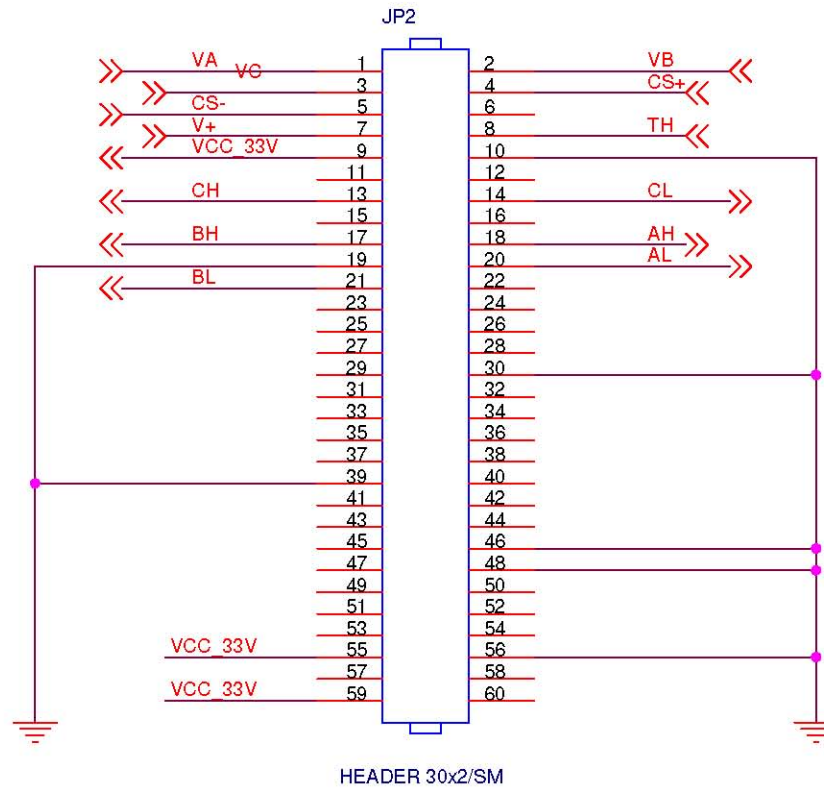 JP2
VA 1 2 VB
VC 3 4 CS+
CS- 5 6
V+ 7 8 TH
VCC_33V 9 10
11 12
CH 13 14 CL
15 16
BH 17 18 AH
19 20 AL
BL 21 22
23 24
25 26
27 28
29 30
31 32
33 34
35 36
37 38
39 40
41 42
43 44
45 46
47 48
49 50
51 52
53 54
VCC_33V 55 56
57 58
VCC_33V 59 60
HEADER 30x2/SM